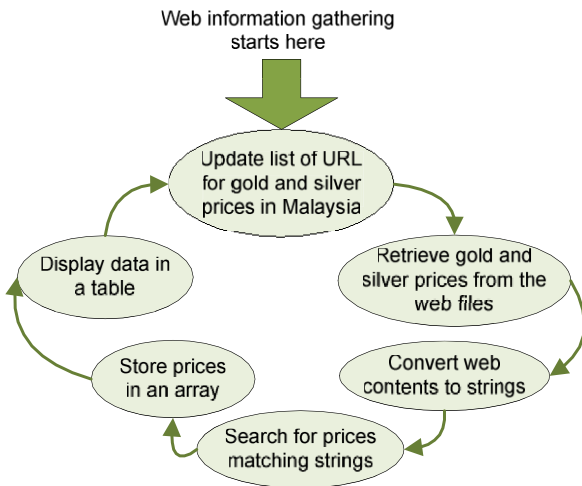 Web information gathering
starts here
Update list of URL
for gold and silver
prices in Malaysia
Retrieve gold and
silver prices from the
web files
Convert web
contents to strings
Search for prices
matching strings
Store prices
in an array
Display data in
a table